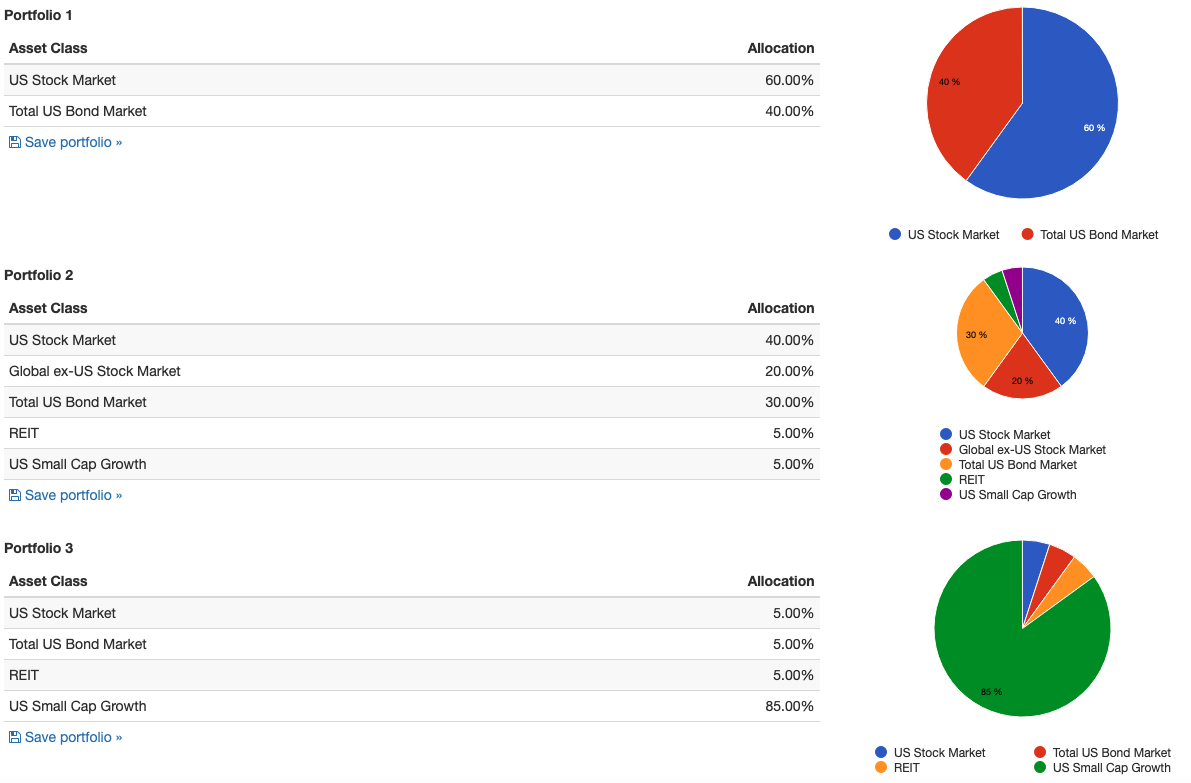 Portfolio 1
Asset Class Allocation
US Stock Market 60.00%
Total US Bond Market 40.00%
Save portfolio »
40 %
60 %
US Stock Market Total US Bond Market
Portfolio 2
Asset Class Allocation
US Stock Market 40.00%
Global ex-US Stock Market 20.00%
Total US Bond Market 30.00%
REIT 5.00%
US Small Cap Growth 5.00%
Save portfolio »
40 %
30 %
20 %
US Stock Market
Global ex-US Stock Market
Total US Bond Market
REIT
US Small Cap Growth
Portfolio 3
Asset Class Allocation
US Stock Market 5.00%
Total US Bond Market 5.00%
REIT 5.00%
US Small Cap Growth 85.00%
Save portfolio »
85 %
US Stock Market Total US Bond Market
REIT US Small Cap Growth